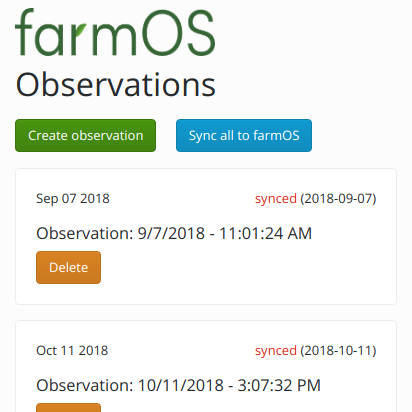 farmOS
Observations
Create observation
Sync all to farmOS
Sep 07 2018
synced (2018-09-07)
Observation: 9/7/2018 - 11:01:24 AM
Delete
Oct 11 2018
synced (2018-10-11)
Observation: 10/11/2018 - 3:07:32 PM